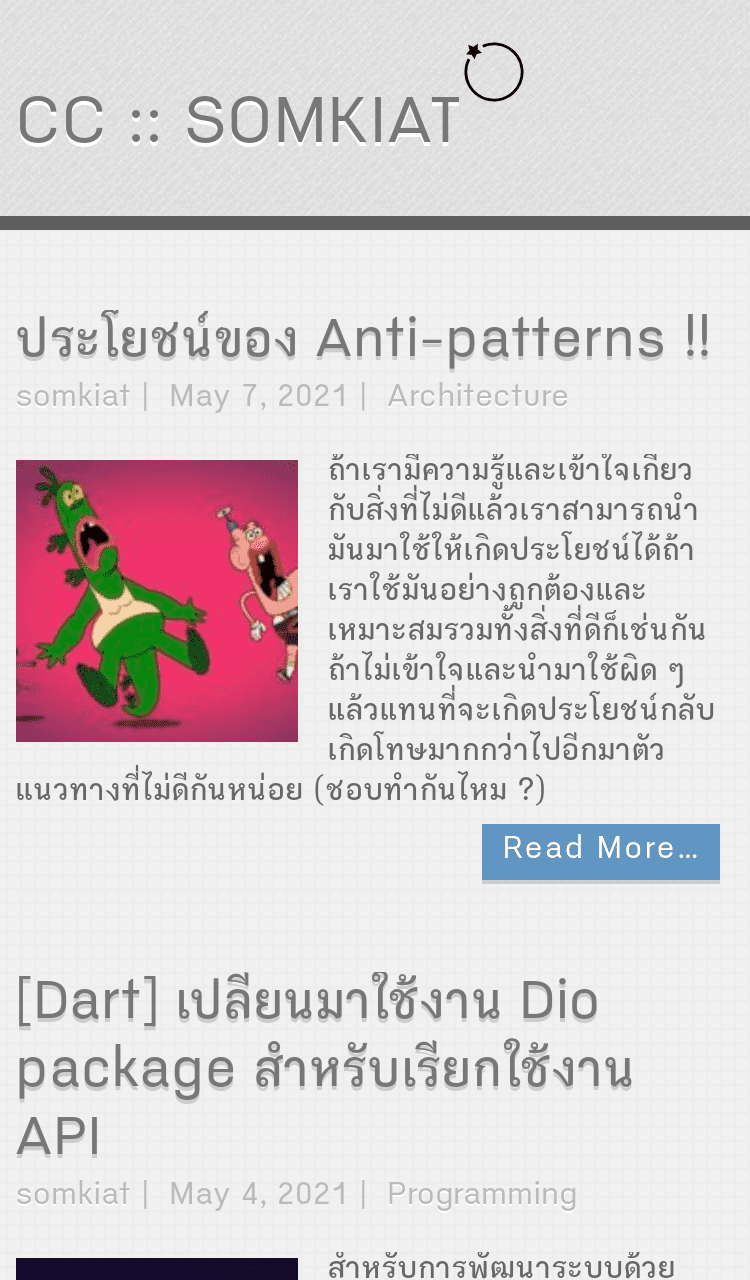 CC :: SOMKIAT
ประโยชน์ของ Anti-patterns !!
somkiat | May 7, 2021 | Architecture
ถ้าเรามีความรู้และเข้าใจเกี่ยว
กับสิ่งที่ไม่ดีแล้วเราสามารถนำ
มันมาใช้ให้เกิดประโยชน์ได้ถ้า
เราใช้มันอย่างถูกต้องและ
เหมาะสมรวมทั้งสิ่งที่ดีก็เช่นกัน
ถ้าไม่เข้าใจและนำมาใช้ผิด ๆ
แล้วแทนที่จะเกิดประโยชน์กลับ
เกิดโทษมากกว่าไปอีกมาตัว
แนวทางที่ไม่ดีกันหน่อย (ชอบทำกันไหม ?)
Read More...
[Dart] เปลี่ยนมาใช้งาน Dio
package สำหรับเรียกใช้งาน
API
somkiat | May 4, 2021 | Programming
สำหรับการพัฒนาระบบด้วย